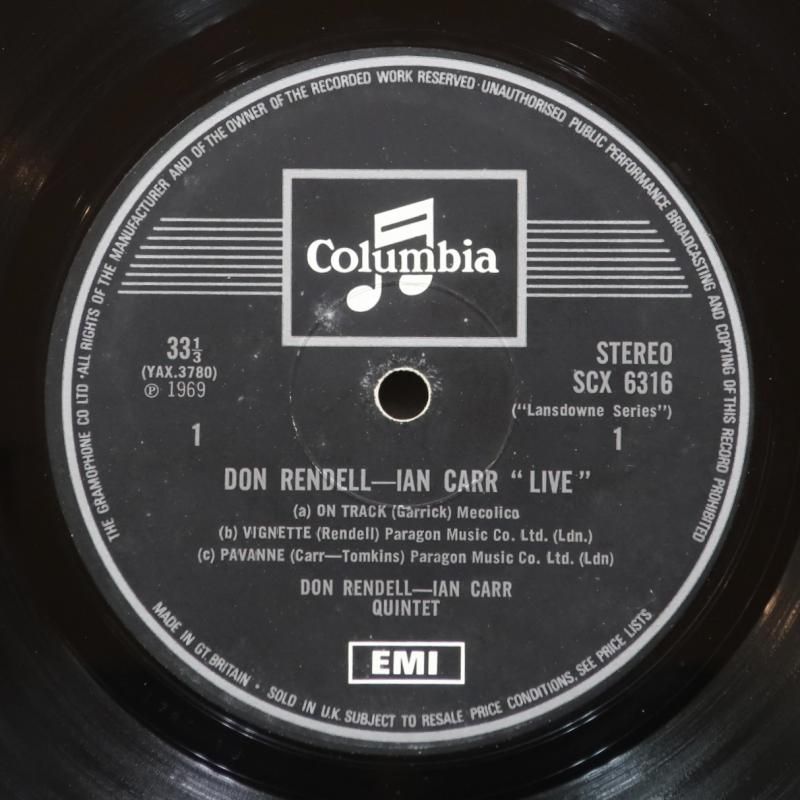 THE GRAMOPHONE CO LTD · ALL RIGHTS OF THE MANUFACTURER AND OF THE OWNER OF THE RECORDED WORK RESERVED · UNAUTHORISED PUBLIC PERFORMANCE BROADCASTING AND COPYING OF THIS RECORD PROHIBITED
Columbia
33⅓
(YAX.3780)
℗ 1969
1
STEREO
SCX 6316
("Lansdowne Series")
1
DON RENDELL—IAN CARR "LIVE"
(a) ON TRACK (Garrick) Mecolico
(b) VIGNETTE (Rendell) Paragon Music Co. Ltd. (Ldn.)
(c) PAVANNE (Carr—Tomkins) Paragon Music Co. Ltd. (Ldn)
DON RENDELL—IAN CARR
QUINTET
EMI
MADE IN GT. BRITAIN • SOLD IN U.K. SUBJECT TO RESALE PRICE CONDITIONS, SEE PRICE LISTS